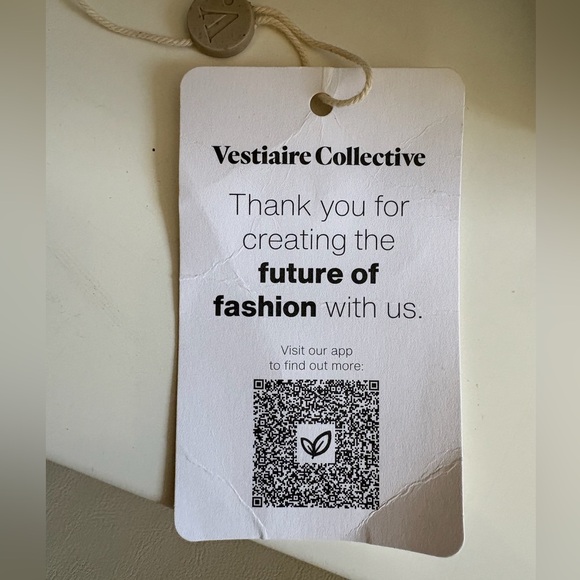 V
Vestiaire Collective
Thank you for
creating the
future of
fashion with us.
Visit our app
to find out more: